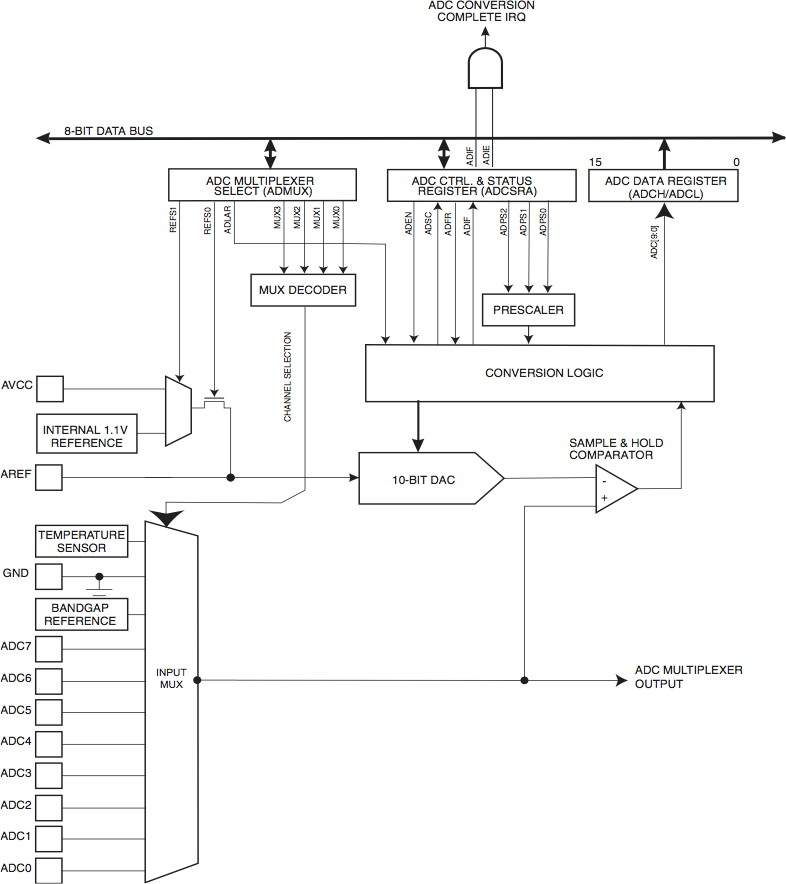 ADC CONVERSION
COMPLETE IRQ
8-BIT DATA BUS
ADIF
ADIE
15
0
ADC MULTIPLEXER
SELECT (ADMUX)
ADC CTRL. & STATUS
REGISTER (ADCSRA)
ADC DATA REGISTER
(ADCH/ADCL)
REFS1
REFS0
ADLAR
MUX3
MUX2
MUX1
MUX0
ADEN
ADSC
ADFR
ADIF
ADPS2
ADPS1
ADPS0
ADC[9:0]
MUX DECODER
PRESCALER
CHANNEL SELECTION
CONVERSION LOGIC
AVCC
INTERNAL 1.1V
REFERENCE
AREF
SAMPLE & HOLD
COMPARATOR
10-BIT DAC
-
+
TEMPERATURE
SENSOR
GND
BANDGAP
REFERENCE
ADC7
ADC6
ADC5
ADC4
ADC3
ADC2
ADC1
ADC0
INPUT
MUX
ADC MULTIPLEXER
OUTPUT